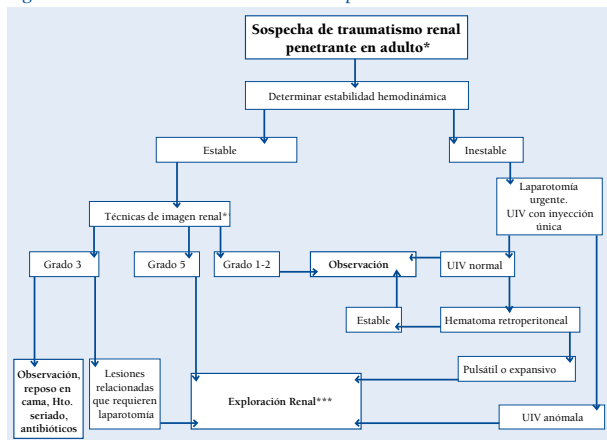 Sospecha de traumatismo renal
penetrante en adulto*
Determinar estabilidad hemodinámica
Estable
Inestable
Laparotomía
urgente.
UIV con inyección
única
Técnicas de imagen renal**
Grado 3
Grado 5
Grado 1-2
Observación
UIV normal
Estable
Hematoma retroperitoneal
Pulsátil o expansivo
Observación,
reposo en
cama, Hto.
seriado,
antibióticos
Lesiones
relacionadas
que requieren
laparotomía
Exploración Renal***
UIV anómala